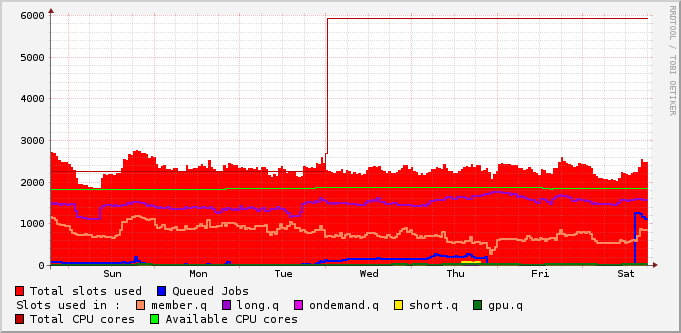 6000
5000
4000
3000
2000
1000
0
Sun Mon Tue Wed Thu Fri Sat
Total slots used Queued Jobs
Slots used in : member.q long.q ondemand.q short.q gpu.q
Total CPU cores Available CPU cores
RRDTOOL / TOBI OETIKER